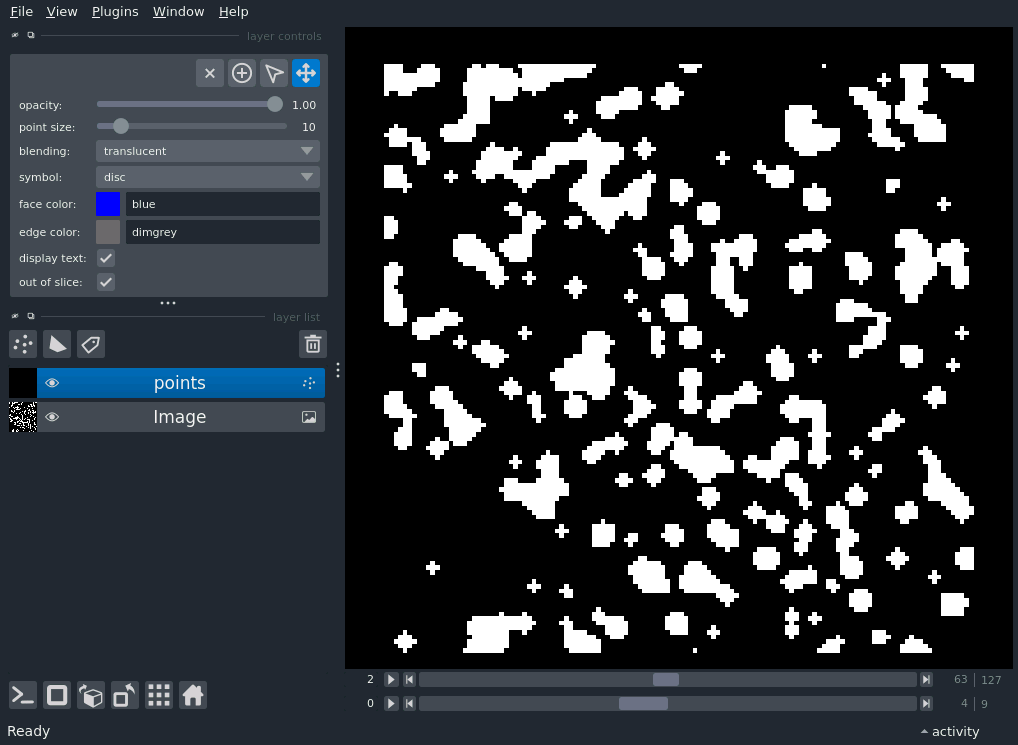 File View Plugins Window Help
layer controls
opacity: 1.00
point size: 10
blending: translucent
symbol: disc
face color: blue
edge color: dimgrey
display text:
out of slice:
layer list
points
Image
2 63 127
0 4 9
Ready activity